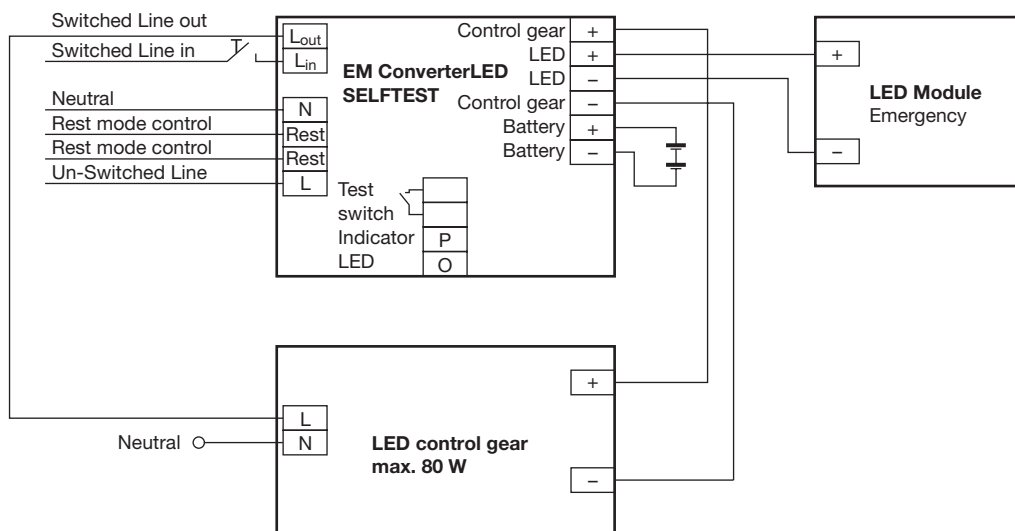 Switched Line out
Switched Line in
Neutral
Rest mode control
Rest mode control
Un-Switched Line
Lout
Lin
N
Rest
Rest
L
EM ConverterLED
SELFTEST
Test
switch
Indicator
LED
P
O
Control gear +
LED +
LED −
Control gear −
Battery +
Battery −
+
−
LED Module
Emergency
L
N
Neutral
LED control gear
max. 80 W
+
−